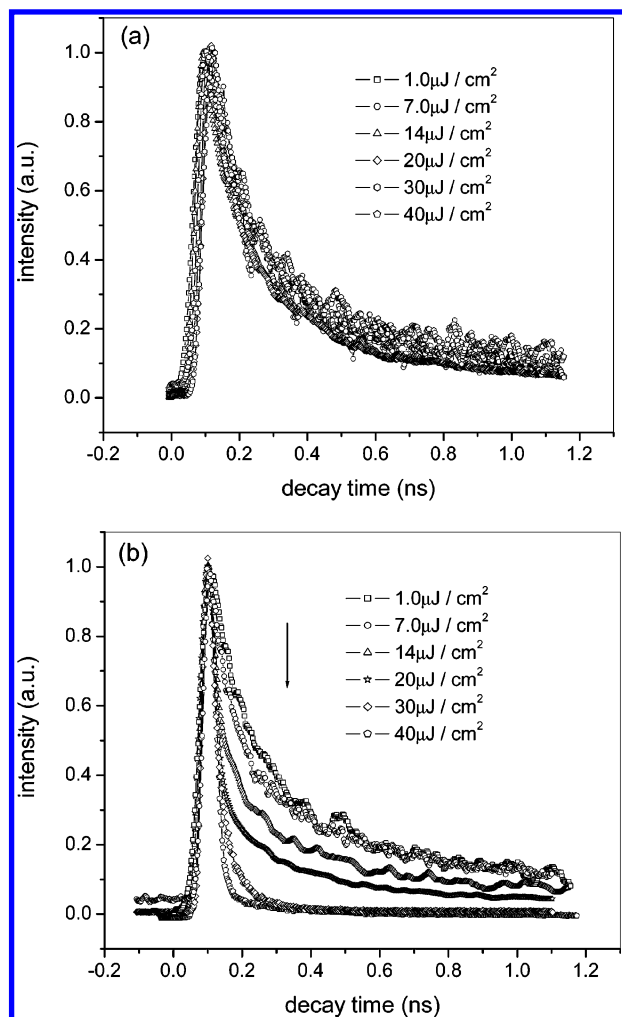 (a)
1.0μJ / cm²
7.0μJ / cm²
14μJ / cm²
20μJ / cm²
30μJ / cm²
40μJ / cm²
intensity (a.u.)
1.0
0.8
0.6
0.4
0.2
0.0
-0.2 0.0 0.2 0.4 0.6 0.8 1.0 1.2
decay time (ns)
(b)
1.0μJ / cm²
7.0μJ / cm²
14μJ / cm²
20μJ / cm²
30μJ / cm²
40μJ / cm²
intensity (a.u.)
1.0
0.8
0.6
0.4
0.2
0.0
-0.2 0.0 0.2 0.4 0.6 0.8 1.0 1.2
decay time (ns)